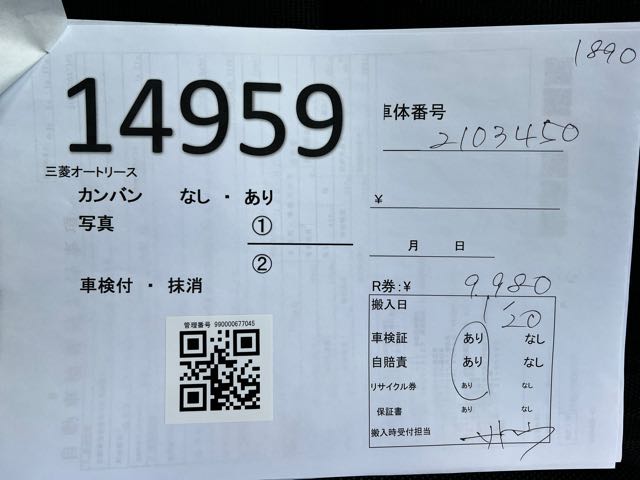 1890
14959
車体番号
2103450
三菱オートリース
カンバン なし ・ あり
¥
写真 ①
②
月 日
車検付 ・ 抹消
R券:¥ 9,980
搬入日 1/20
管理番号 990000677045
車検証 あり なし
自賠責 あり なし
リサイクル券 あり なし
保証書 あり なし
搬入時受付担当